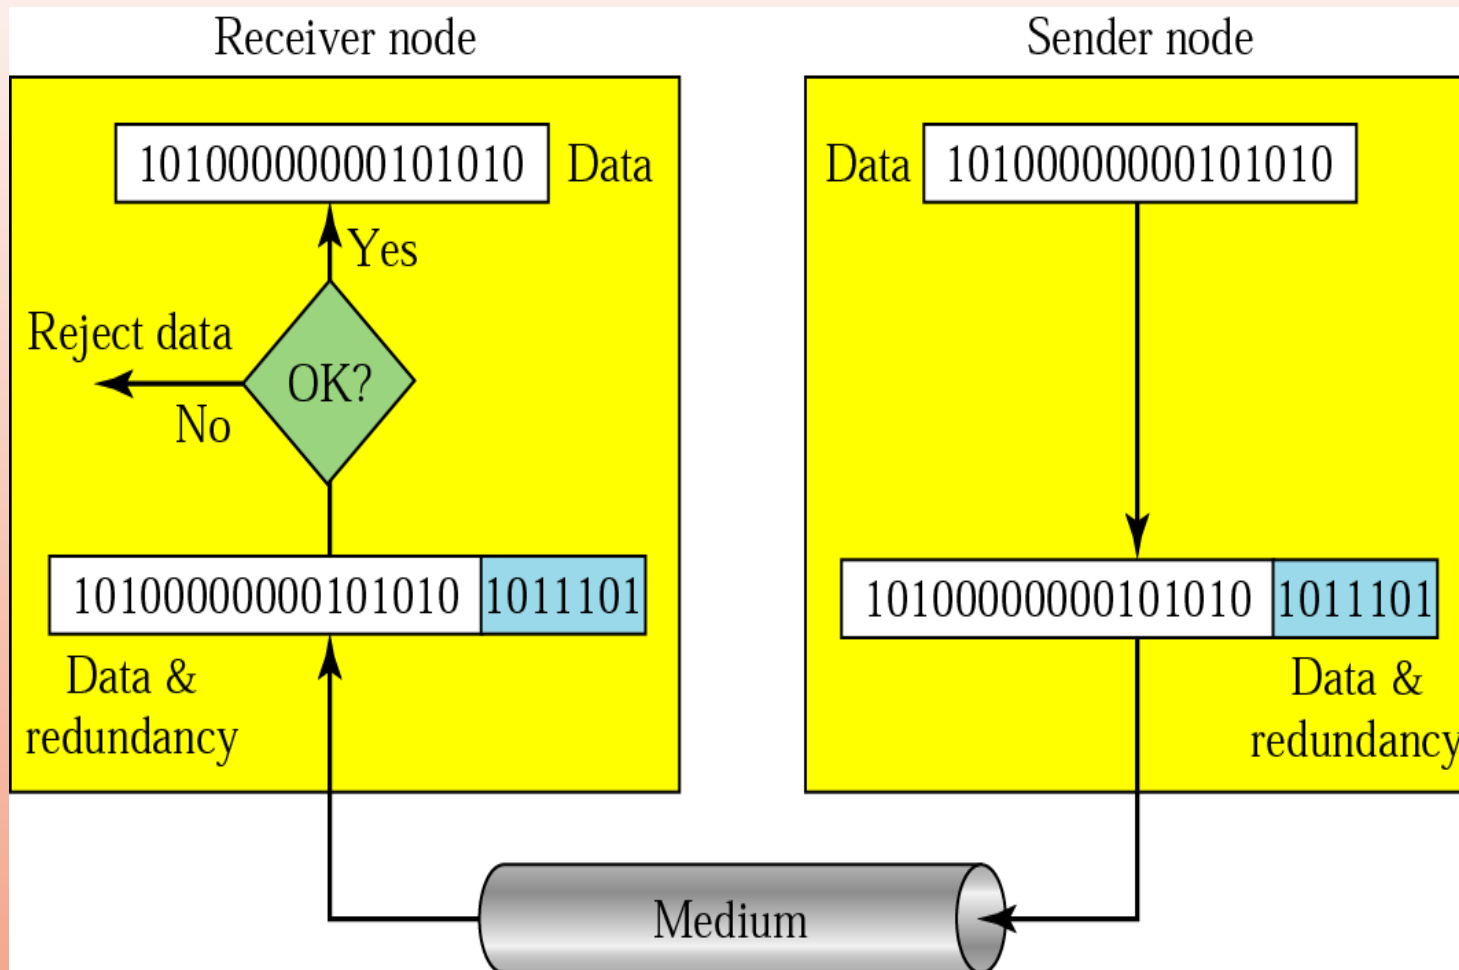 Receiver node
10100000000101010 Data
Yes
Reject data
OK?
No
10100000000101010 1011101
Data &
redundancy
Sender node
Data 10100000000101010
10100000000101010 1011101
Data &
redundancy
Medium